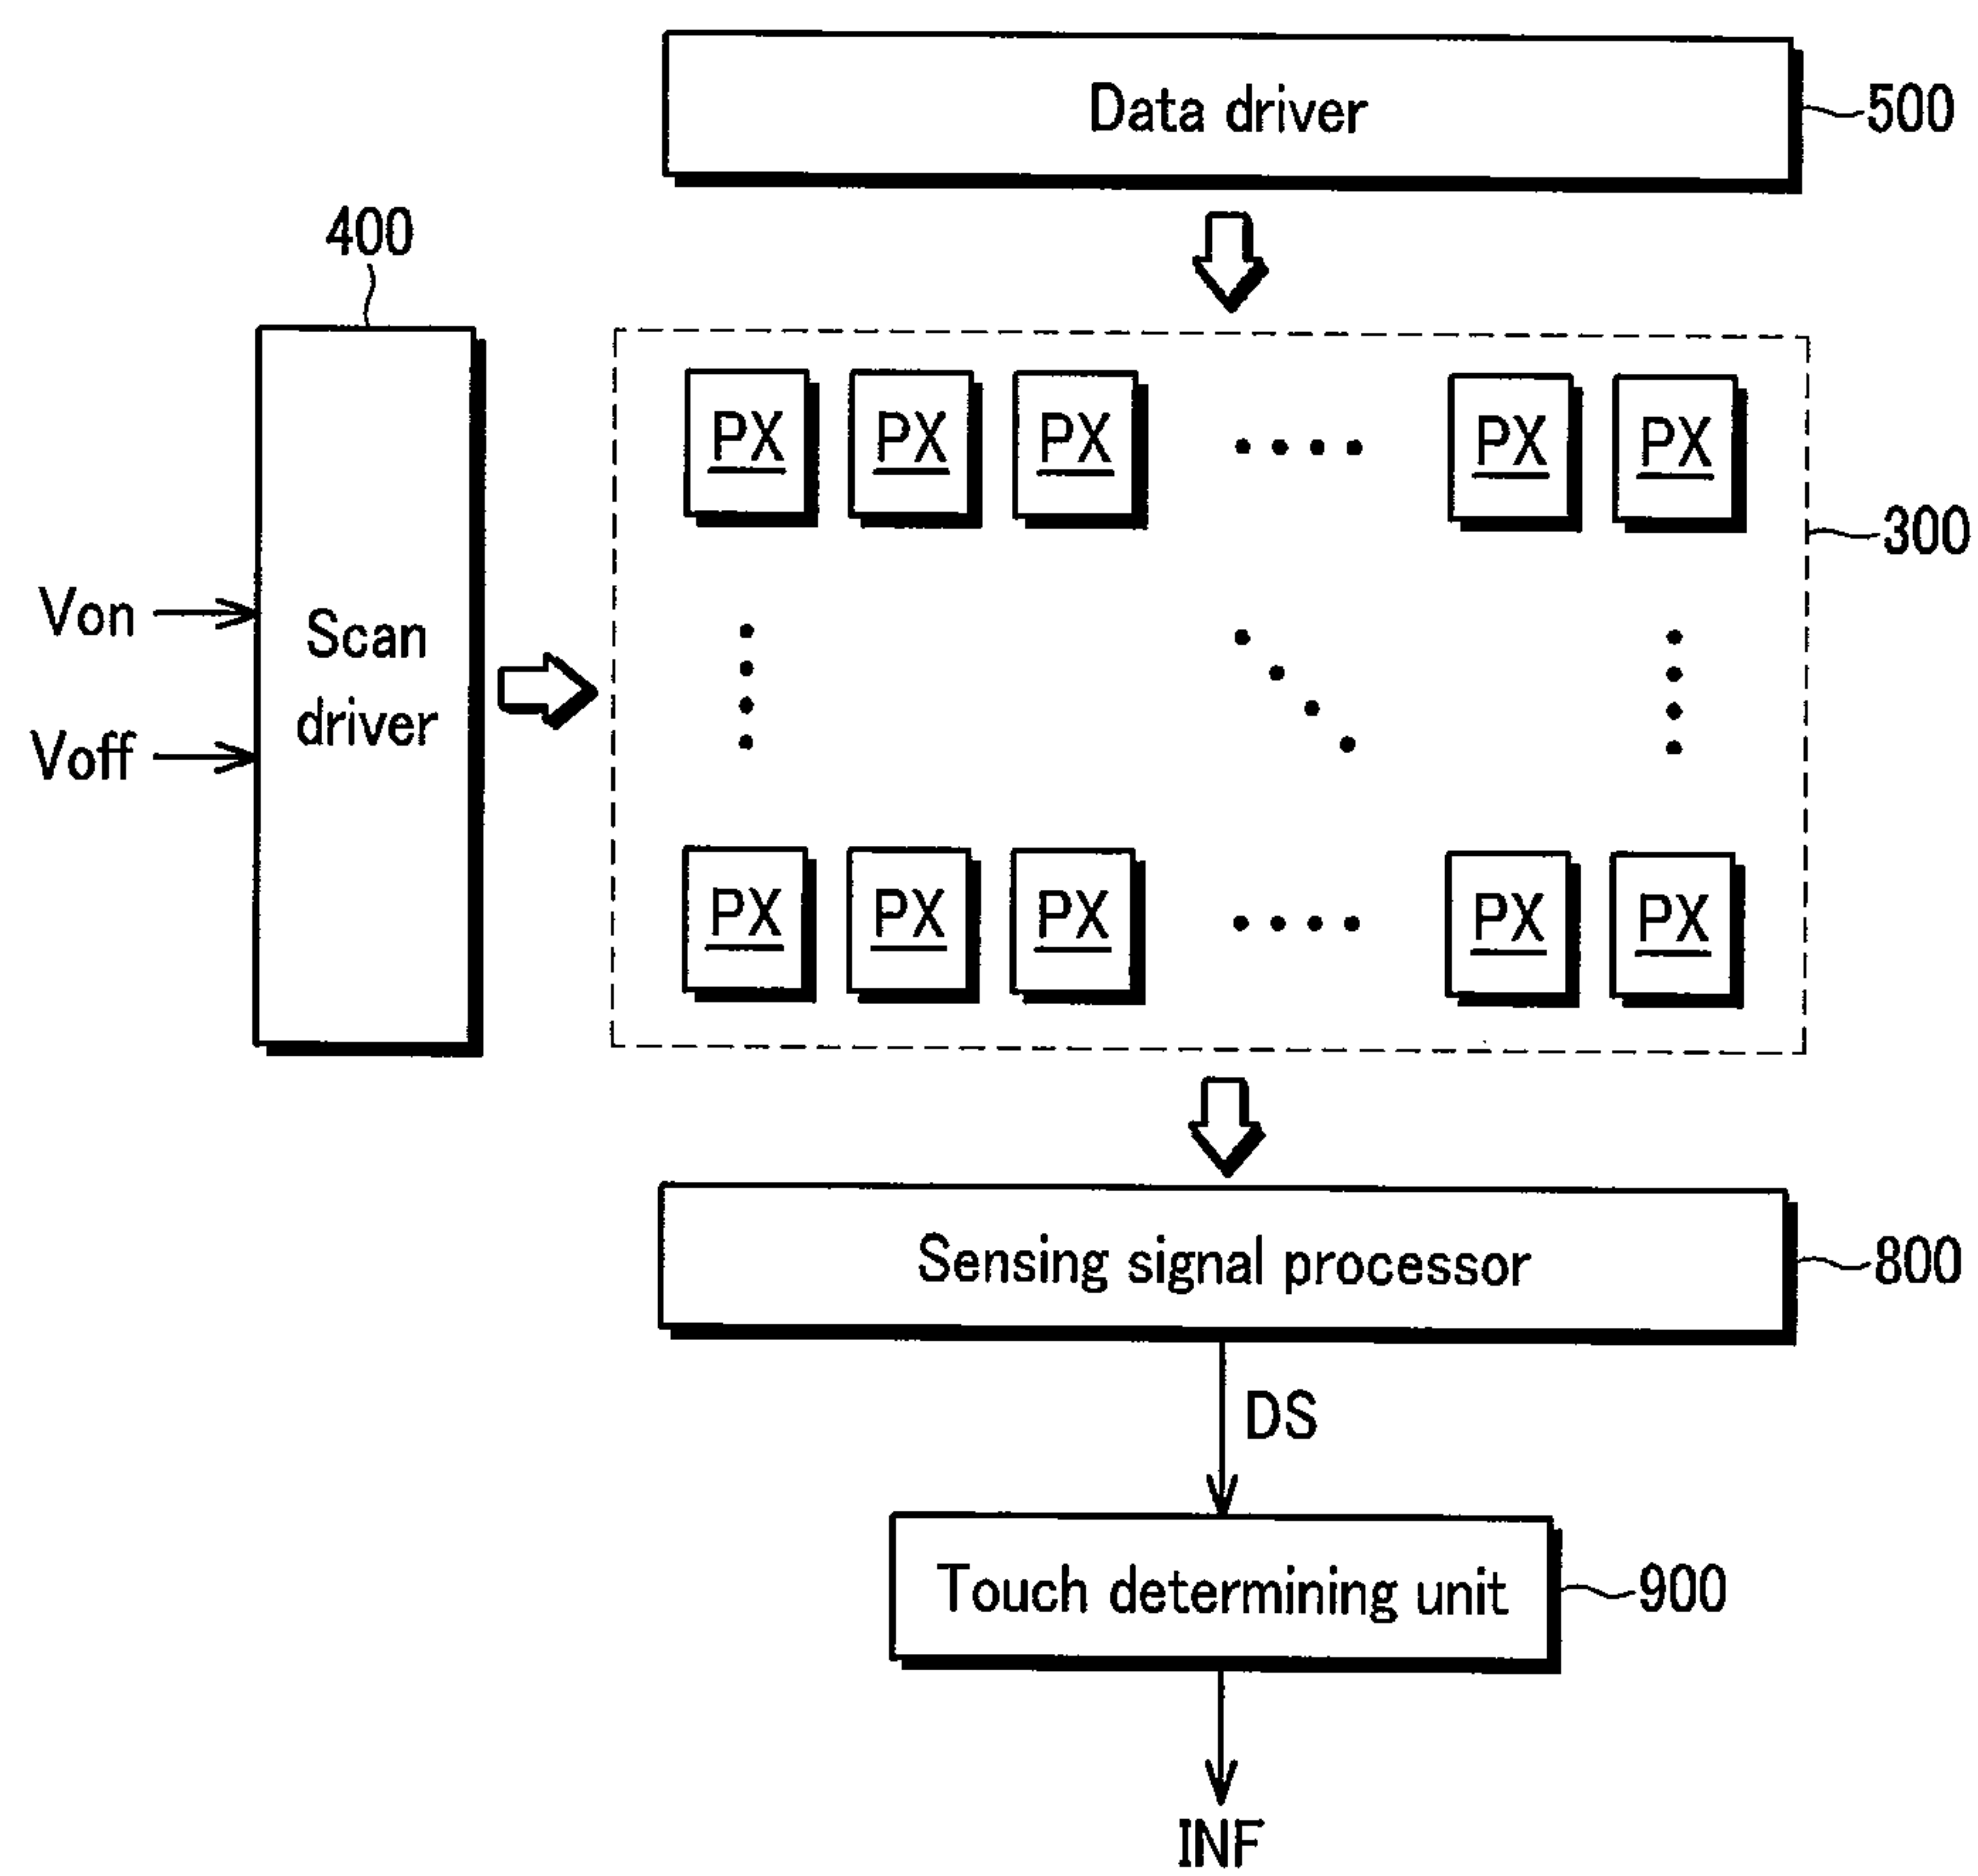 Data driver
500
400
PX PX PX PX PX
300
Von
Scan
driver
Voff
PX PX PX PX PX
Sensing signal processor
800
DS
Touch determining unit
900
INF